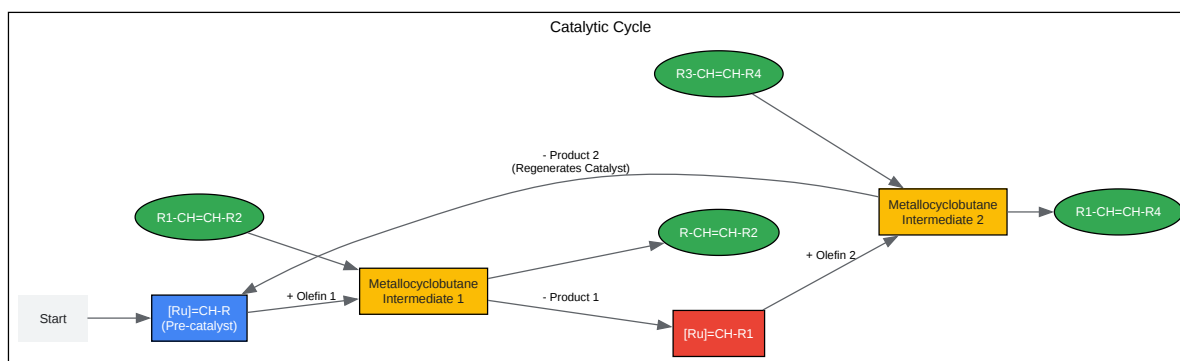 Catalytic Cycle
R3-CH=CH-R4
- Product 2
(Regenerates Catalyst)
R1-CH=CH-R2
R-CH=CH-R2
Metallocyclobutane
Intermediate 2
R1-CH=CH-R4
+ Olefin 2
Metallocyclobutane
Intermediate 1
+ Olefin 1
- Product 1
Start
[Ru]=CH-R
(Pre-catalyst)
[Ru]=CH-R1